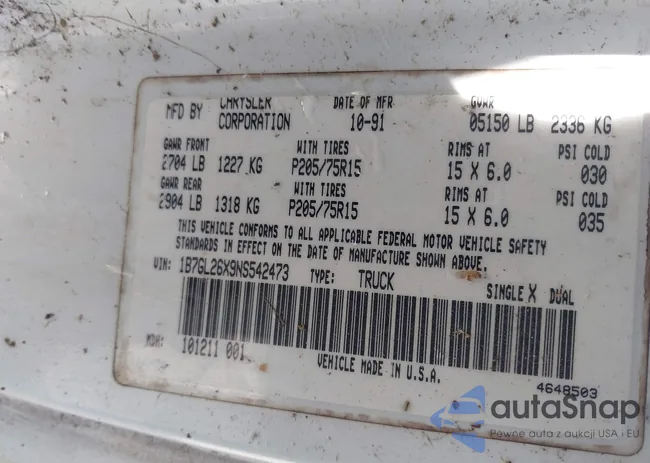 MFD BY CHRYSLER CORPORATION DATE OF MFR 10-91 GVWR 05150 LB 2336 KG
GAWR FRONT WITH TIRES RIMS AT PSI COLD
2704 LB 1227 KG P205/75R15 15 X 6.0 030
GAWR REAR WITH TIRES RIMS AT PSI COLD
2904 LB 1318 KG P205/75R15 15 X 6.0 035
THIS VEHICLE CONFORMS TO ALL APPLICABLE FEDERAL MOTOR VEHICLE SAFETY
STANDARDS IN EFFECT ON THE DATE OF MANUFACTURE SHOWN ABOVE.
VIN: 1B7GL26X9NS542473 TYPE: TRUCK SINGLE X DUAL
MDH: 101211 001
VEHICLE MADE IN U.S.A.
4648503
autoSnap
Pewne auta z aukcji USA i EU